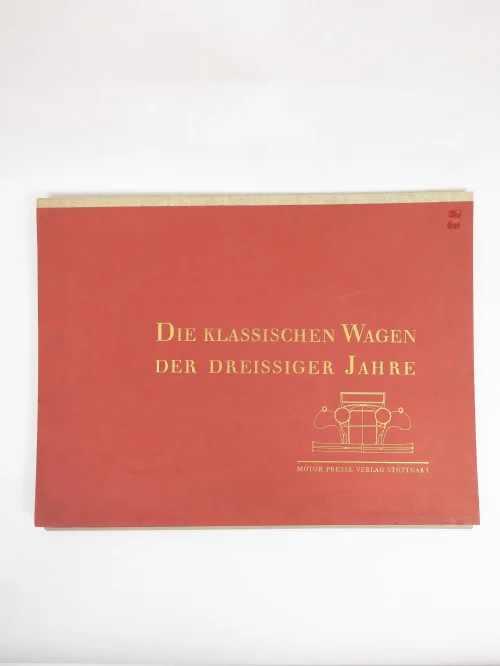 DIE KLASSISCHEN WAGEN
DER DREISSIGER JAHRE
MOTOR PRESSE VERLAG STUTTGART